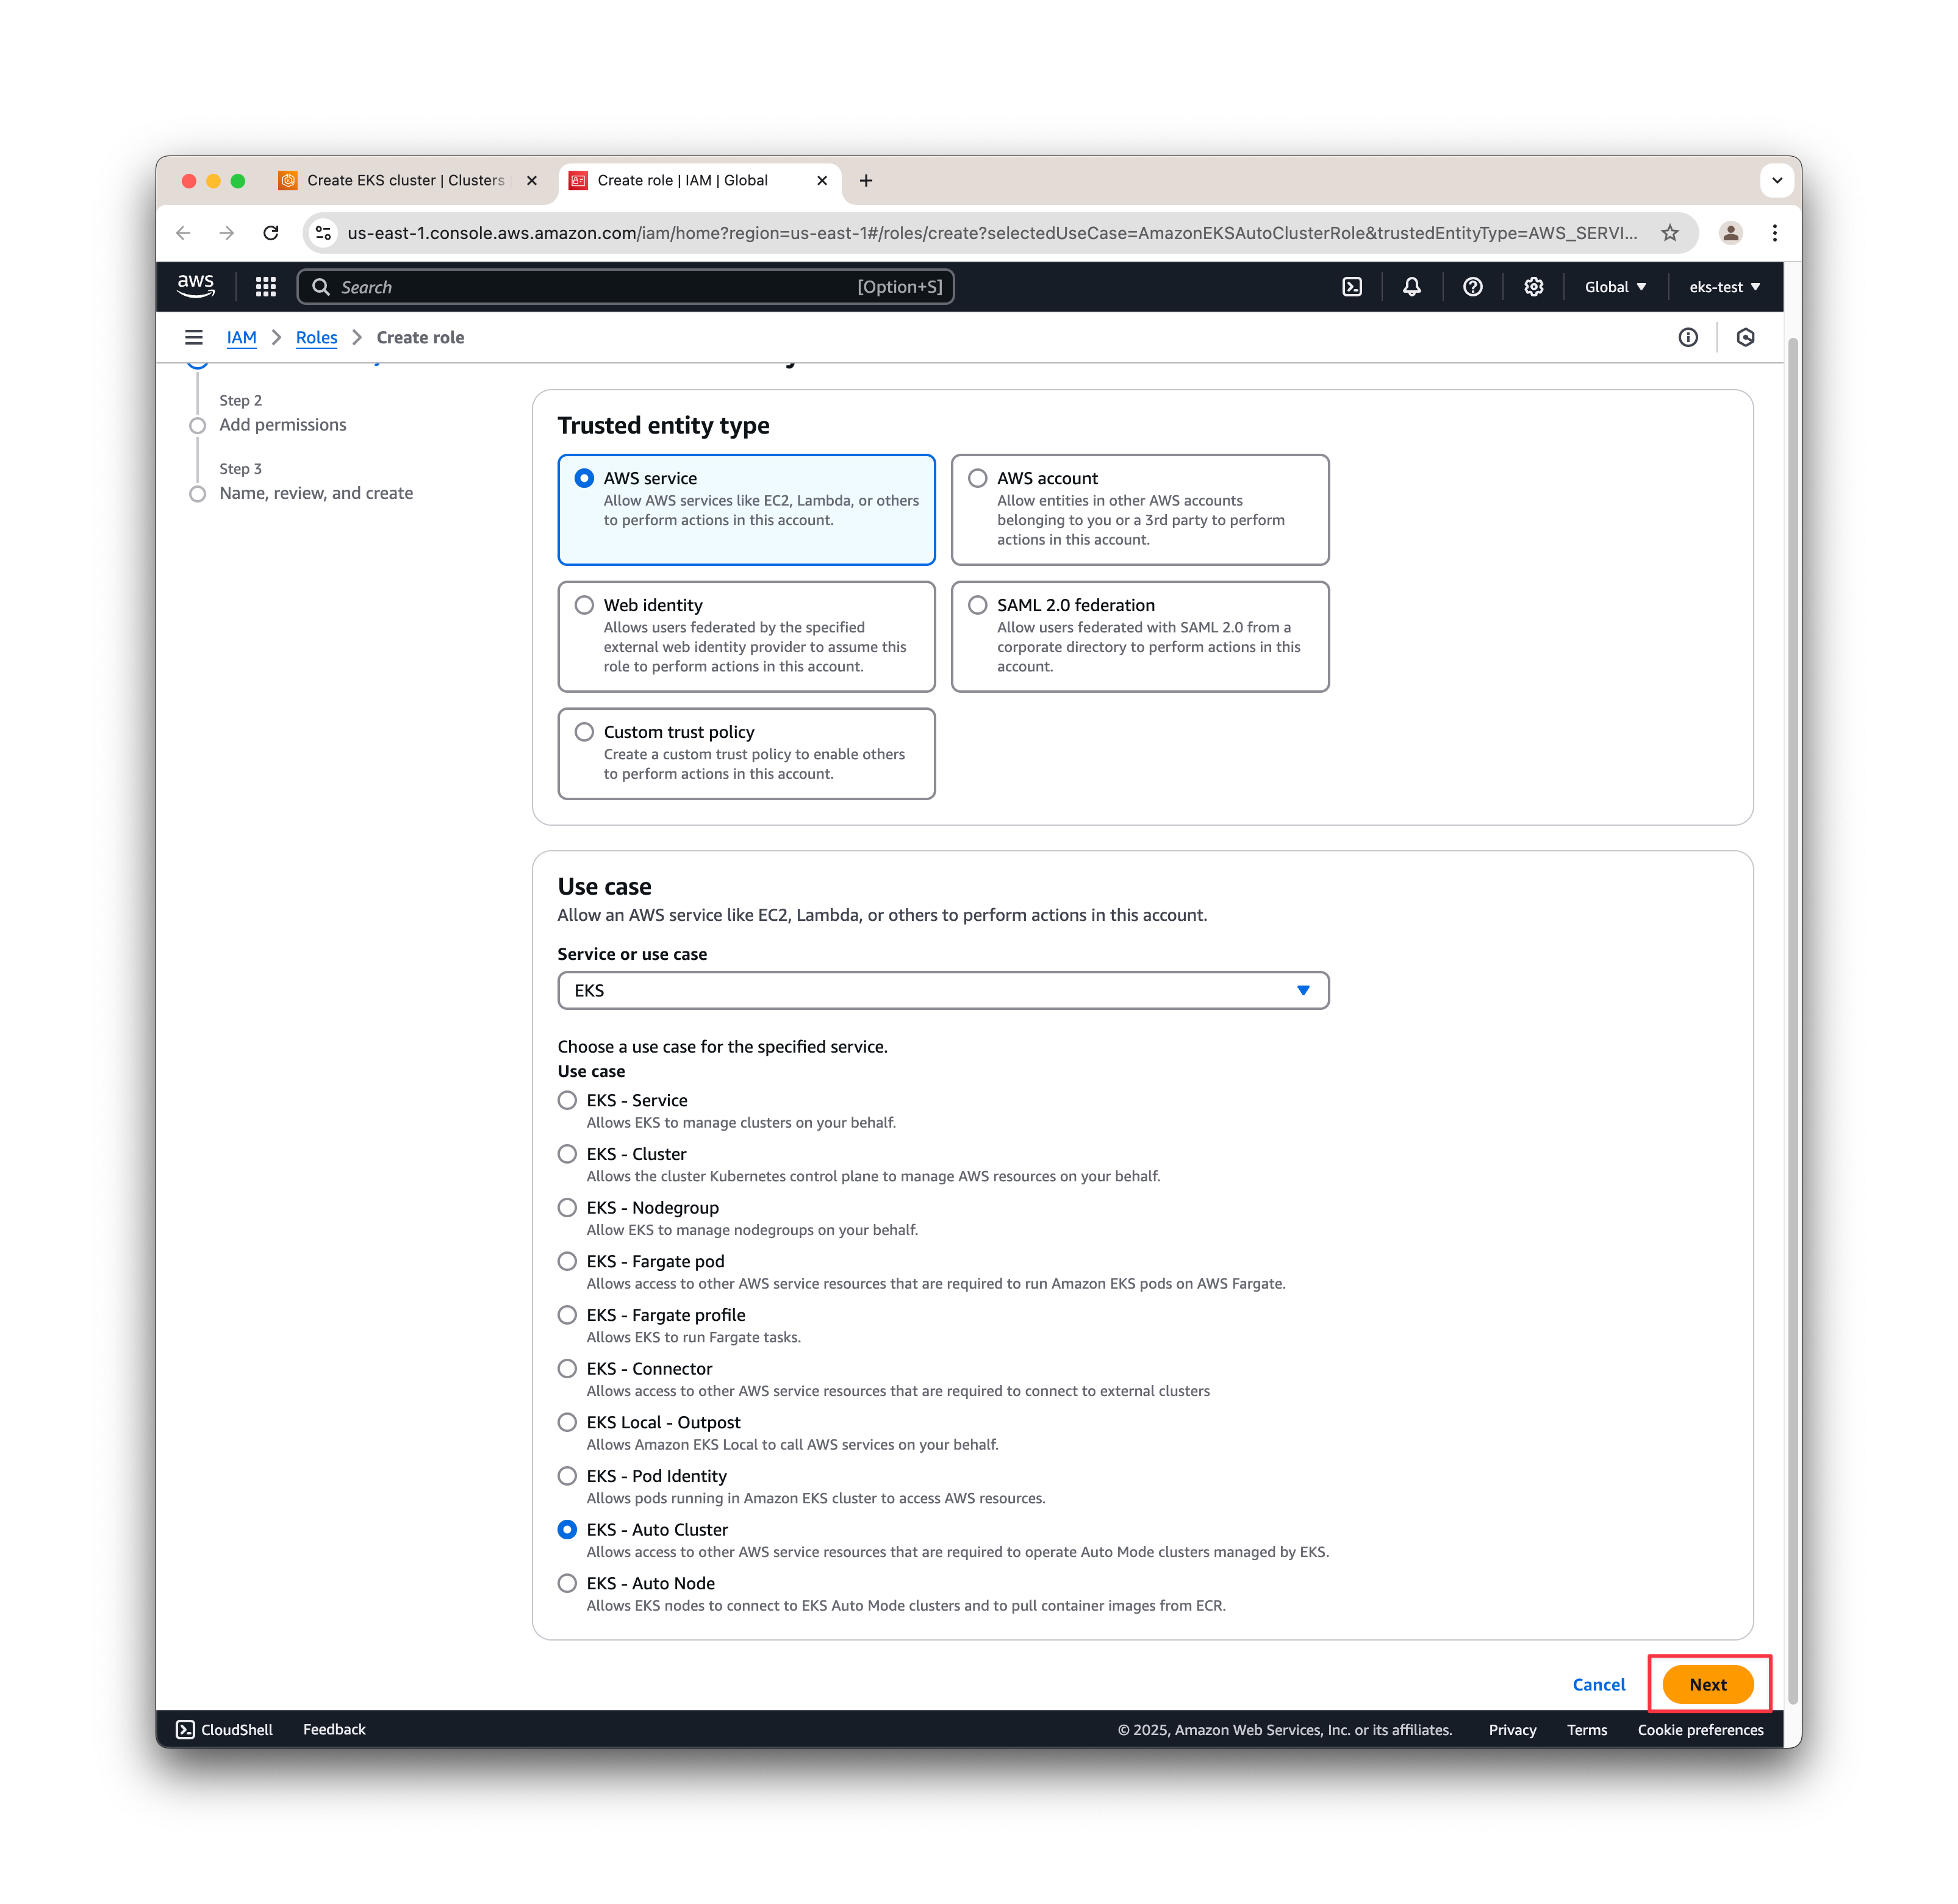 Create EKS cluster | Clusters
Create role | IAM | Global
us-east-1.console.aws.amazon.com/iam/home?region=us-east-1#/roles/create?selectedUseCase=AmazonEKSAutoClusterRole&trustedEntityType=AWS_SERVI...
aws
Search
[Option+S]
Global
eks-test
IAM
Roles
Create role
Step 2
Add permissions
Step 3
Name, review, and create
Trusted entity type
AWS service
Allow AWS services like EC2, Lambda, or others
to perform actions in this account.
AWS account
Allow entities in other AWS accounts
belonging to you or a 3rd party to perform
actions in this account.
Web identity
Allows users federated by the specified
external web identity provider to assume this
role to perform actions in this account.
SAML 2.0 federation
Allow users federated with SAML 2.0 from a
corporate directory to perform actions in this
account.
Custom trust policy
Create a custom trust policy to enable others
to perform actions in this account.
Use case
Allow an AWS service like EC2, Lambda, or others to perform actions in this account.
Service or use case
EKS
Choose a use case for the specified service.
Use case
EKS - Service
Allows EKS to manage clusters on your behalf.
EKS - Cluster
Allows the cluster Kubernetes control plane to manage AWS resources on your behalf.
EKS - Nodegroup
Allow EKS to manage nodegroups on your behalf.
EKS - Fargate pod
Allows access to other AWS service resources that are required to run Amazon EKS pods on AWS Fargate.
EKS - Fargate profile
Allows EKS to run Fargate tasks.
EKS - Connector
Allows access to other AWS service resources that are required to connect to external clusters
EKS Local - Outpost
Allows Amazon EKS Local to call AWS services on your behalf.
EKS - Pod Identity
Allows pods running in Amazon EKS cluster to access AWS resources.
EKS - Auto Cluster
Allows access to other AWS service resources that are required to operate Auto Mode clusters managed by EKS.
EKS - Auto Node
Allows EKS nodes to connect to EKS Auto Mode clusters and to pull container images from ECR.
Cancel
Next
CloudShell
Feedback
© 2025, Amazon Web Services, Inc. or its affiliates.
Privacy
Terms
Cookie preferences